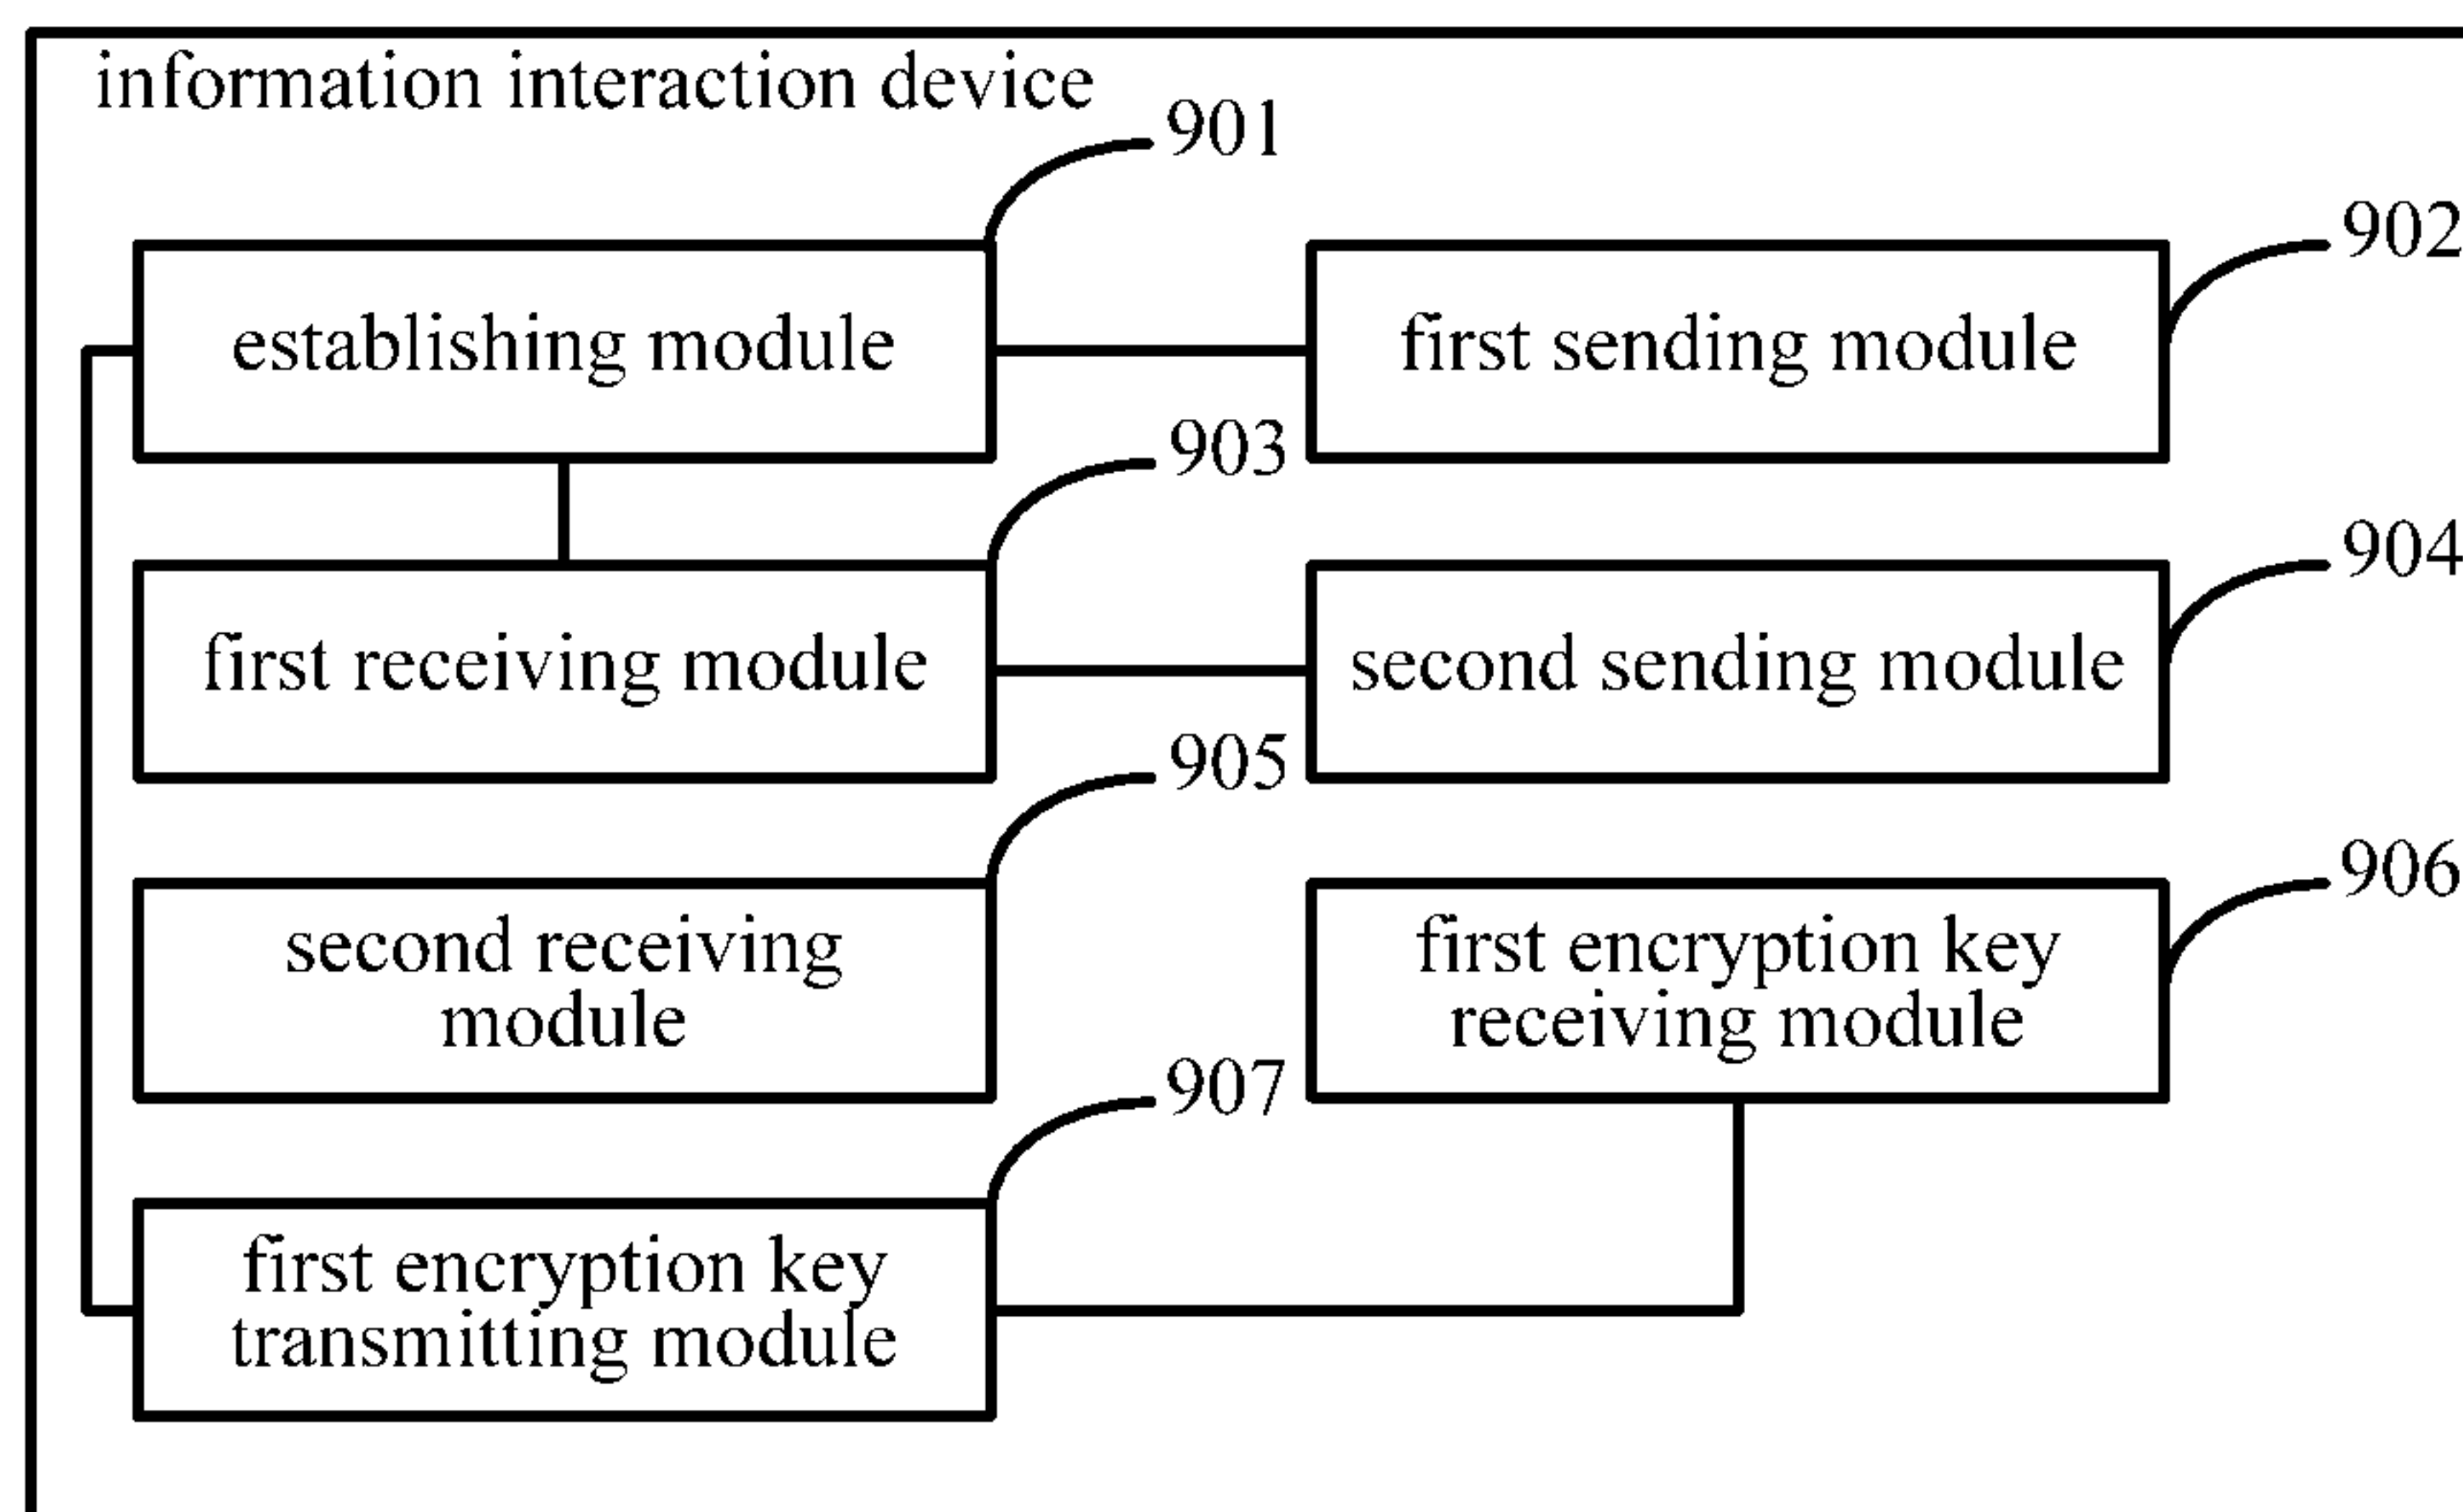 information interaction device
901
902
establishing module
first sending module
903
904
first receiving module
second sending module
905
906
second receiving
module
first encryption key
receiving module
907
first encryption key
transmitting module